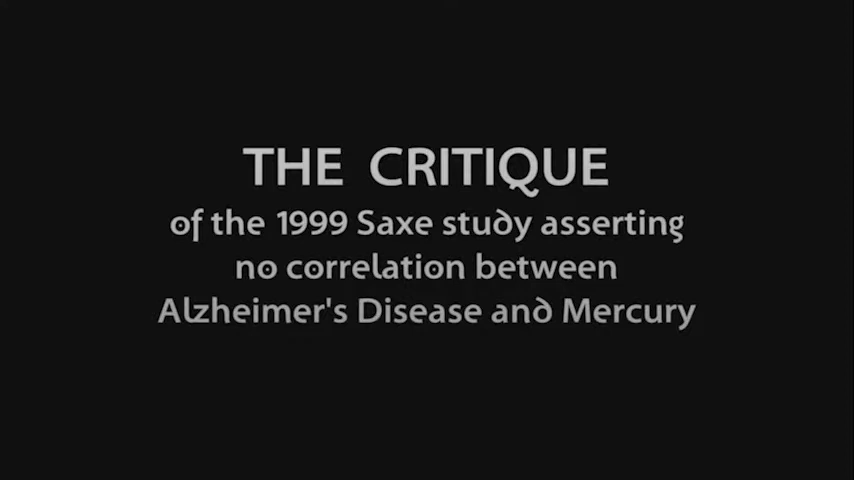 THE CRITIQUE
of the 1999 Saxe study asserting
no correlation between
Alzheimer's Disease and Mercury